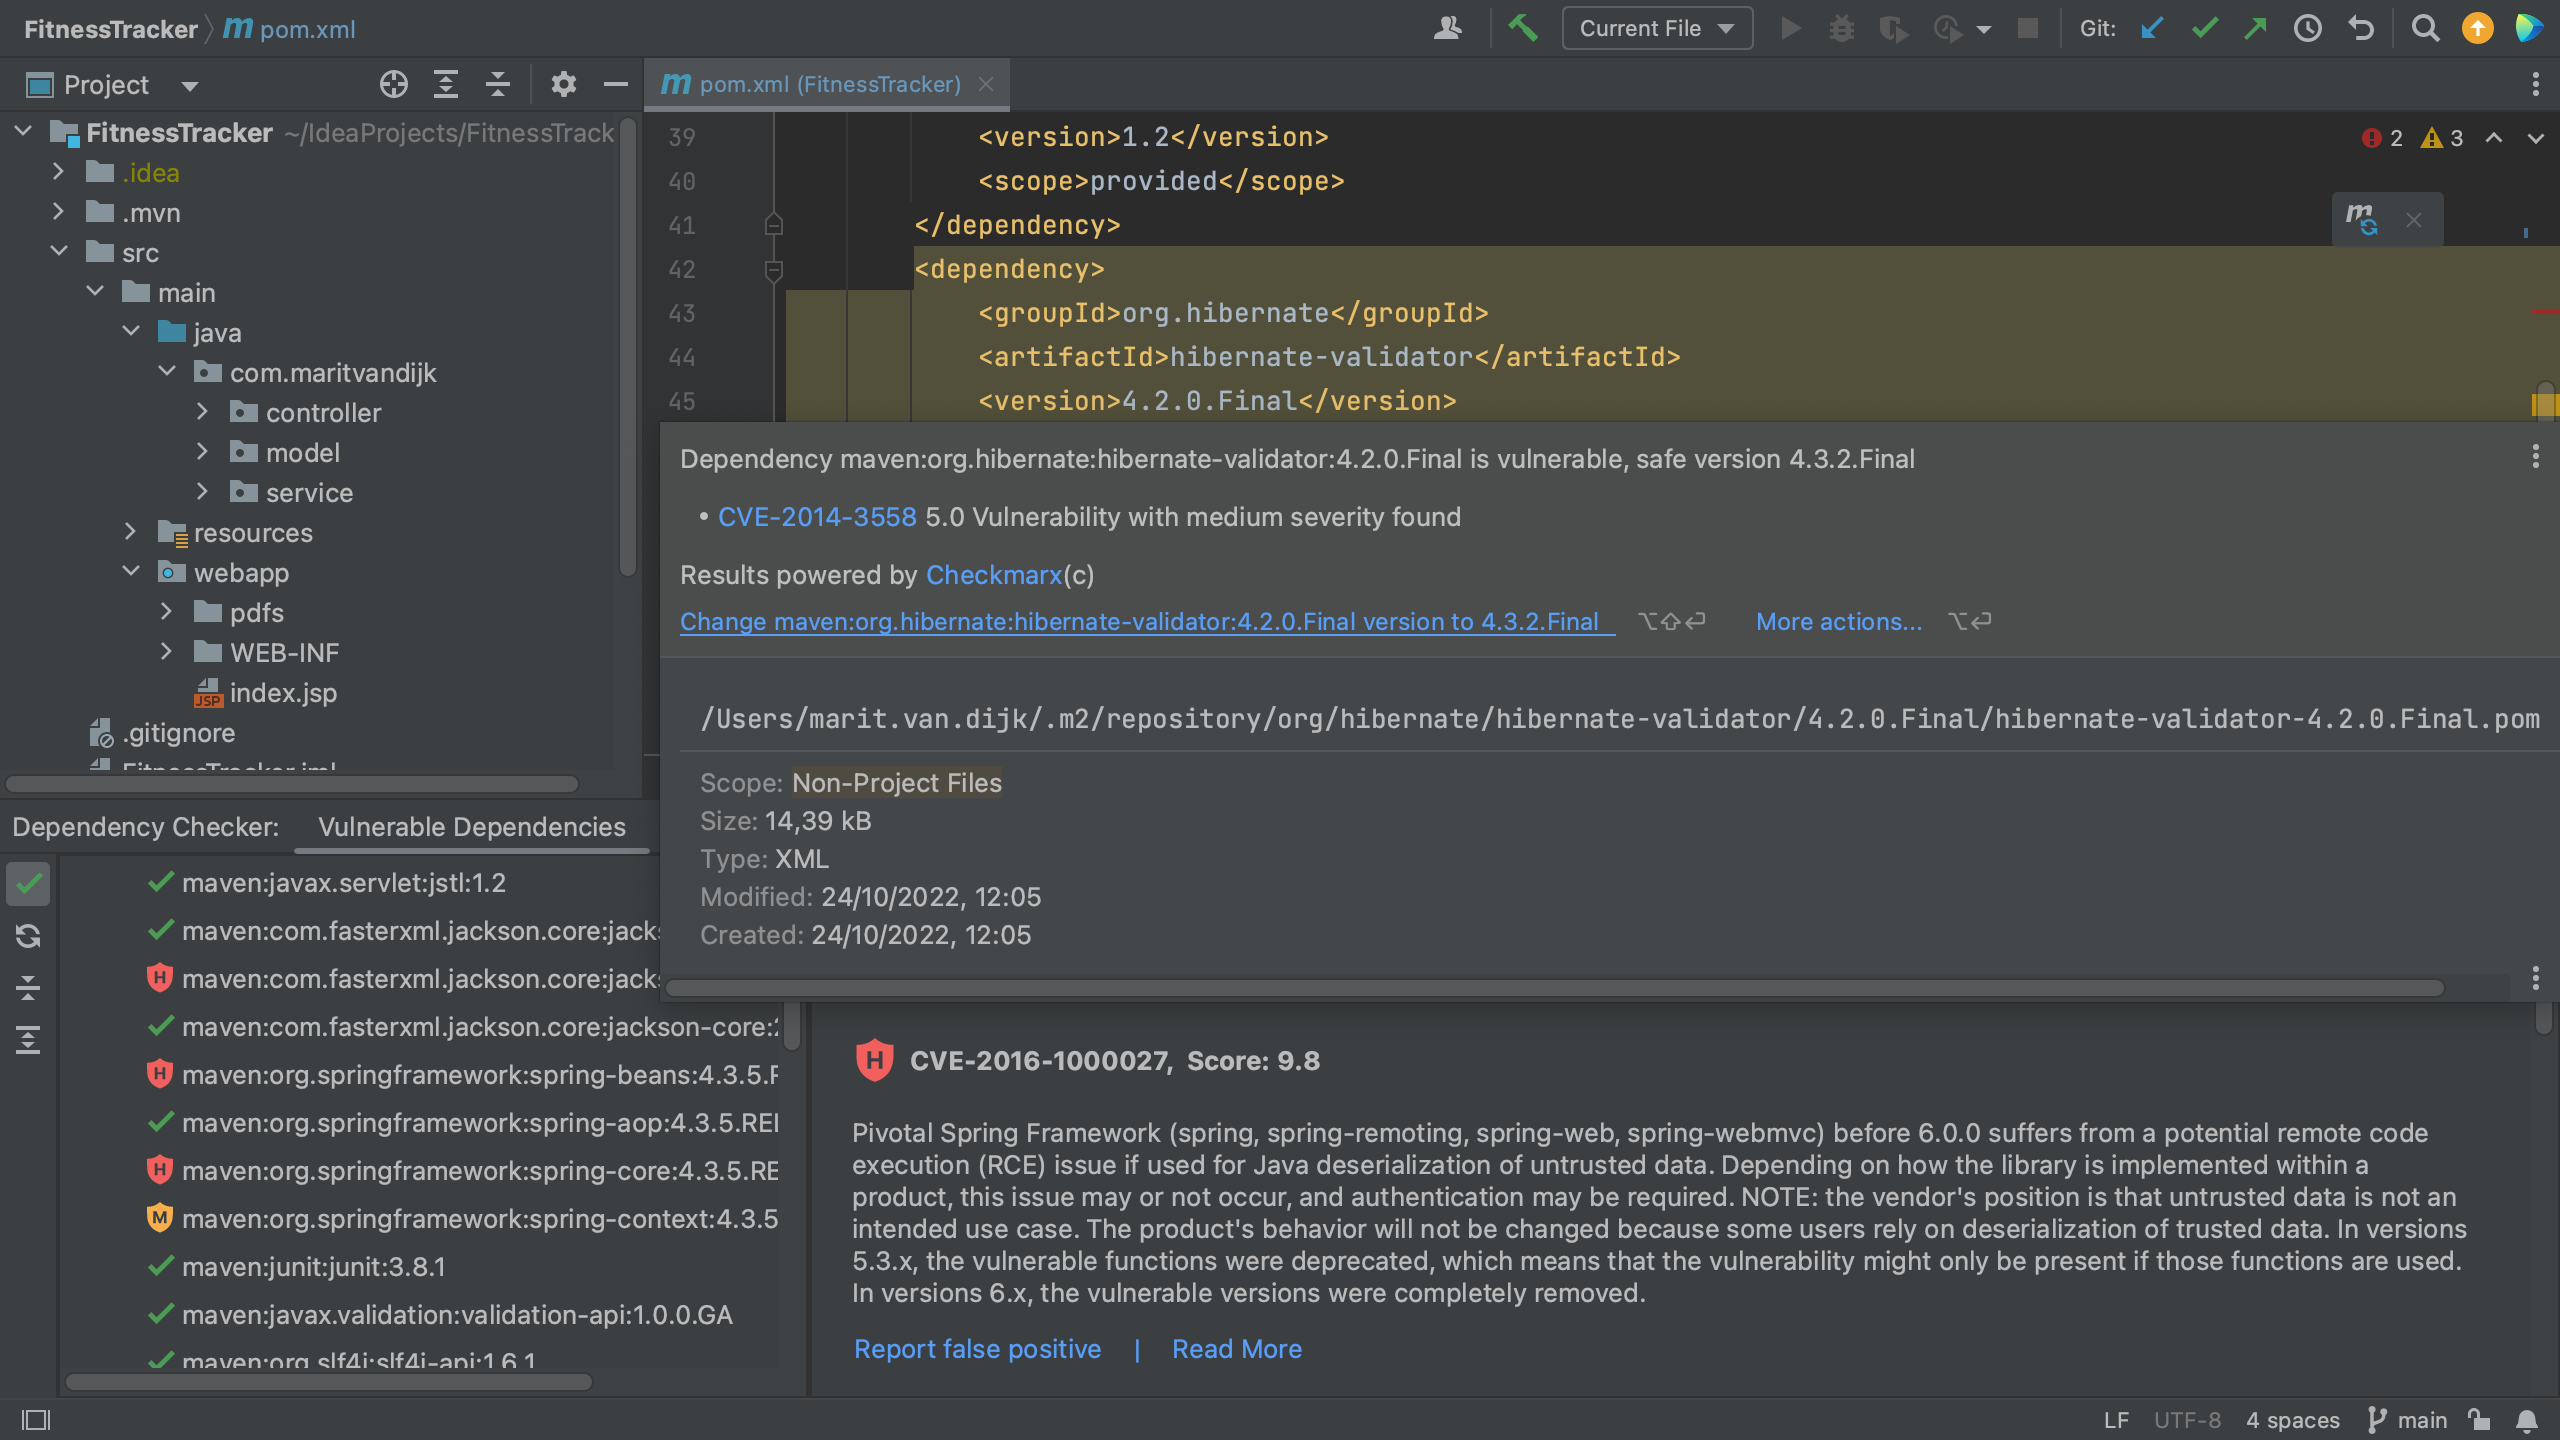 FitnessTracker pom.xml
Current File
Git:
Project
pom.xml (FitnessTracker)
FitnessTracker ~/IdeaProjects/FitnessTrack
.idea
.mvn
src
main
java
com.maritvandijk
controller
model
service
resources
webapp
pdfs
WEB-INF
JSP index.jsp
.gitignore
FitnessTracker.iml
2 3
39 <version>1.2</version>
40 <scope>provided</scope>
41 </dependency>
42 <dependency>
43 <groupId>org.hibernate</groupId>
44 <artifactId>hibernate-validator</artifactId>
45 <version>4.2.0.Final</version>
Dependency maven:org.hibernate:hibernate-validator:4.2.0.Final is vulnerable, safe version 4.3.2.Final
• CVE-2014-3558 5.0 Vulnerability with medium severity found
Results powered by Checkmarx(c)
Change maven:org.hibernate:hibernate-validator:4.2.0.Final version to 4.3.2.Final ⌥⇧⏎ More actions... ⌥⏎
/Users/marit.van.dijk/.m2/repository/org/hibernate/hibernate-validator/4.2.0.Final/hibernate-validator-4.2.0.Final.pom
Scope: Non-Project Files
Size: 14,39 kB
Type: XML
Modified: 24/10/2022, 12:05
Created: 24/10/2022, 12:05
Dependency Checker: Vulnerable Dependencies
maven:javax.servlet:jstl:1.2
maven:com.fasterxml.jackson.core:jack
H maven:com.fasterxml.jackson.core:jack
maven:com.fasterxml.jackson.core:jackson-core:2
H maven:org.springframework:spring-beans:4.3.5.R
maven:org.springframework:spring-aop:4.3.5.REL
H maven:org.springframework:spring-core:4.3.5.RE
M maven:org.springframework:spring-context:4.3.5
maven:junit:junit:3.8.1
maven:javax.validation:validation-api:1.0.0.GA
maven:org.slf4j:slf4j-api:1.6.1
H CVE-2016-1000027, Score: 9.8
Pivotal Spring Framework (spring, spring-remoting, spring-web, spring-webmvc) before 6.0.0 suffers from a potential remote code
execution (RCE) issue if used for Java deserialization of untrusted data. Depending on how the library is implemented within a
product, this issue may or not occur, and authentication may be required. NOTE: the vendor's position is that untrusted data is not an
intended use case. The product's behavior will not be changed because some users rely on deserialization of trusted data. In versions
5.3.x, the vulnerable functions were deprecated, which means that the vulnerability might only be present if those functions are used.
In versions 6.x, the vulnerable versions were completely removed.
Report false positive | Read More
LF UTF-8 4 spaces main